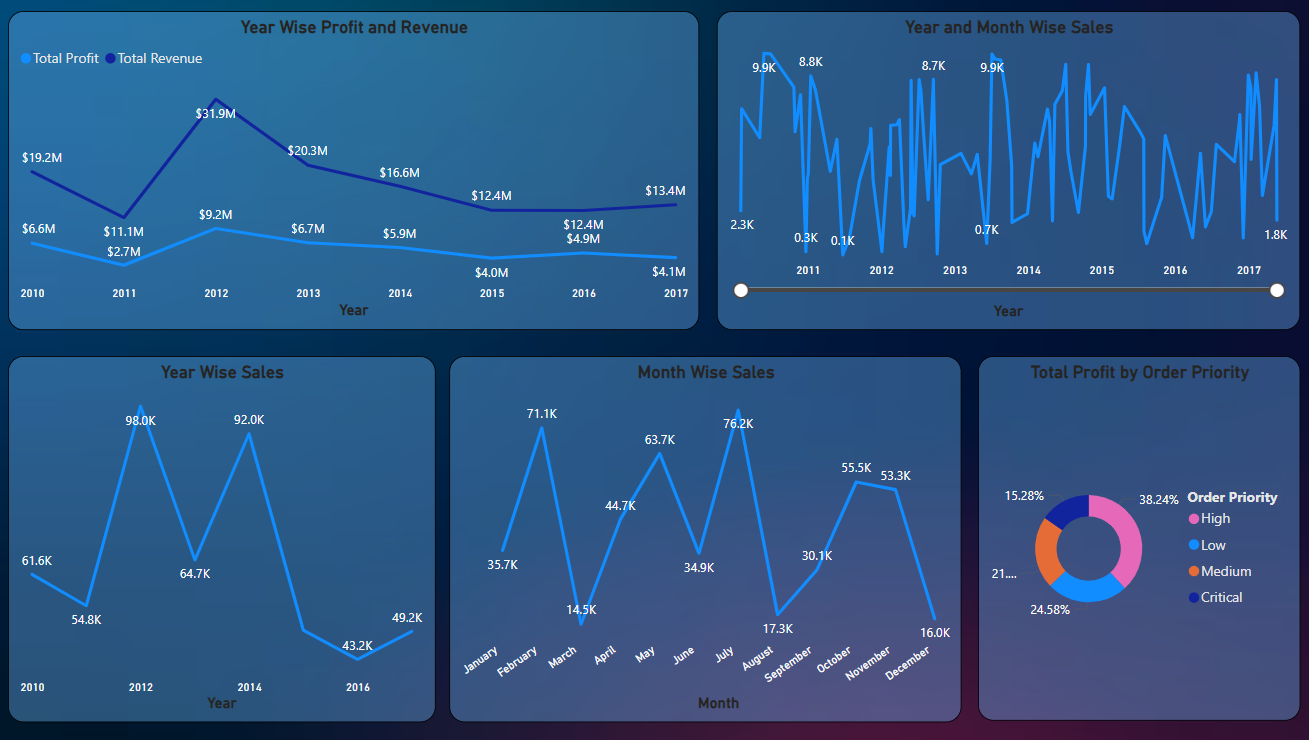 Year Wise Profit and Revenue
Total Profit Total Revenue
$31.9M
$20.3M
$19.2M
$16.6M
$12.4M
$13.4M
$11.1M
$12.4M
$6.6M
$2.7M
$9.2M
$6.7M
$5.9M
$4.9M
$4.0M
$4.1M
2010 2011 2012 2013 2014 2015 2016 2017
Year
Year and Month Wise Sales
9.9K 8.8K 8.7K 9.9K
2.3K 0.3K 0.1K 0.7K 1.8K
2011 2012 2013 2014 2015 2016 2017
Year
Year Wise Sales
98.0K 92.0K
61.6K 54.8K 64.7K
43.2K 49.2K
2010 2012 2014 2016
Year
Month Wise Sales
71.1K 76.2K
63.7K
55.5K 53.3K
44.7K
35.7K 34.9K 30.1K
14.5K 17.3K 16.0K
January February March April May June July August September October November December
Month
Total Profit by Order Priority
15.28% 38.24%
21....
24.58%
Order Priority
High
Low
Medium
Critical